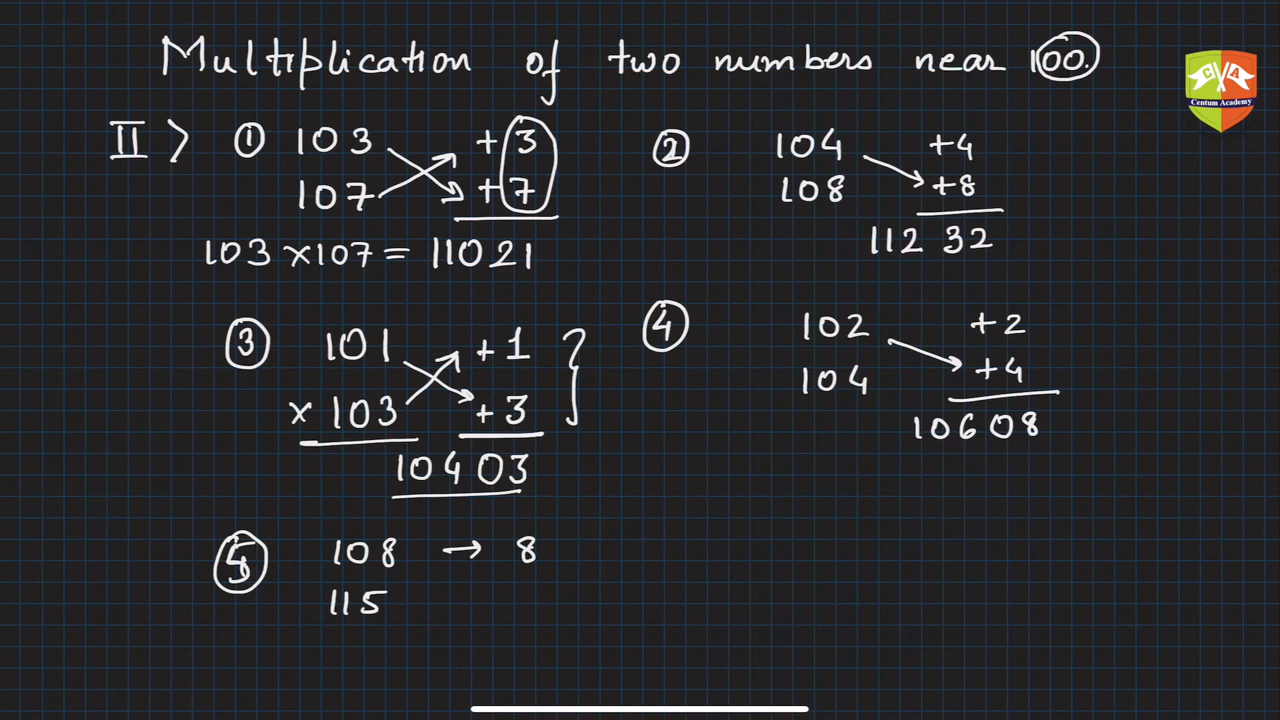 Multiplication of two numbers near 100.
II > ① 103 +3
107 +7
103 × 107 = 11021
② 104 +4
108 +8
112 32
③ 101 +1
× 103 +3
10403
④ 102 +2
104 +4
10608
⑤ 108 → 8
115
C A
Centum Academy